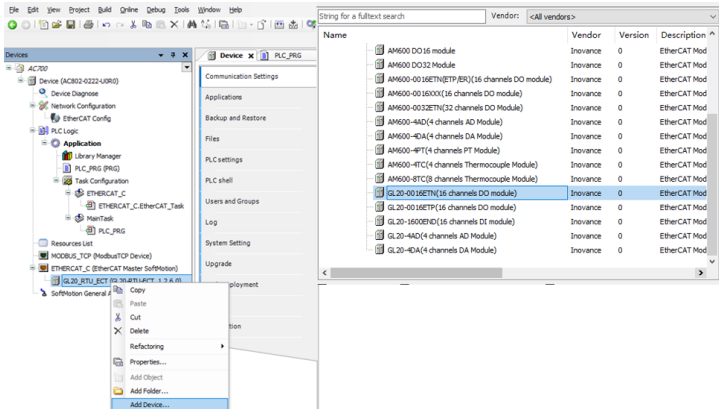 File Edit View Project Build Online Debug Tools Window Help
Devices
AC700
Device (AC802-0222-U0R0)
Device Diagnose
Network Configuration
EtherCAT Config
PLC Logic
Application
Library Manager
PLC_PRG (PRG)
Task Configuration
ETHERCAT_C
ETHERCAT_C.EtherCAT_Task
MainTask
PLC_PRG
Resources List
MODBUS_TCP (ModbusTCP Device)
ETHERCAT_C (EtherCAT Master SoftMotion)
GL20_RTU_ECT (GL20-RTU-ECT_1.2.6.0)
SoftMotion General A
Device PLC_PRG
Communication Settings
Applications
Backup and Restore
Files
PLC settings
PLC shell
Users and Groups
Log
System Setting
Upgrade
ployment
tion
Copy
Paste
Cut
Delete
Refactoring
Properties...
Add Object
Add Folder...
Add Device...
String for a fulltext search Vendor: <All vendors>
Name Vendor Version Description
AM600 DO16 module Inovance 0 EtherCAT Mod
AM600 DO32 Module Inovance 0 EtherCAT Mod
AM600-0016ETN(ETP/ER)(16 channels DO module) Inovance 0 EtherCAT Mod
AM600-0016XXX(16 channels DO module) Inovance 0 EtherCAT Mod
AM600-0032ETN(32 channels DO module) Inovance 0 EtherCAT Mod
AM600-4AD(4 channels AD Module) Inovance 0 EtherCAT Mod
AM600-4DA(4 channels DA Module) Inovance 0 EtherCAT Mod
AM600-4PT(4 channels PT Module) Inovance 0 EtherCAT Mod
AM600-4TC(4 channels Thermocouple Module) Inovance 0 EtherCAT Mod
AM600-8TC(8 channels Thermocouple Module) Inovance 0 EtherCAT Mod
GL20-0016ETN(16 channels DO module) Inovance 0 EtherCAT Mod
GL20-0016ETP(16 channels DO module) Inovance 0 EtherCAT Mod
GL20-1600END(16 channels DI module) Inovance 0 EtherCAT Mod
GL20-4AD(4 channels AD Module) Inovance 0 EtherCAT Mod
GL20-4DA(4 channels DA Module) Inovance 0 EtherCAT Mod